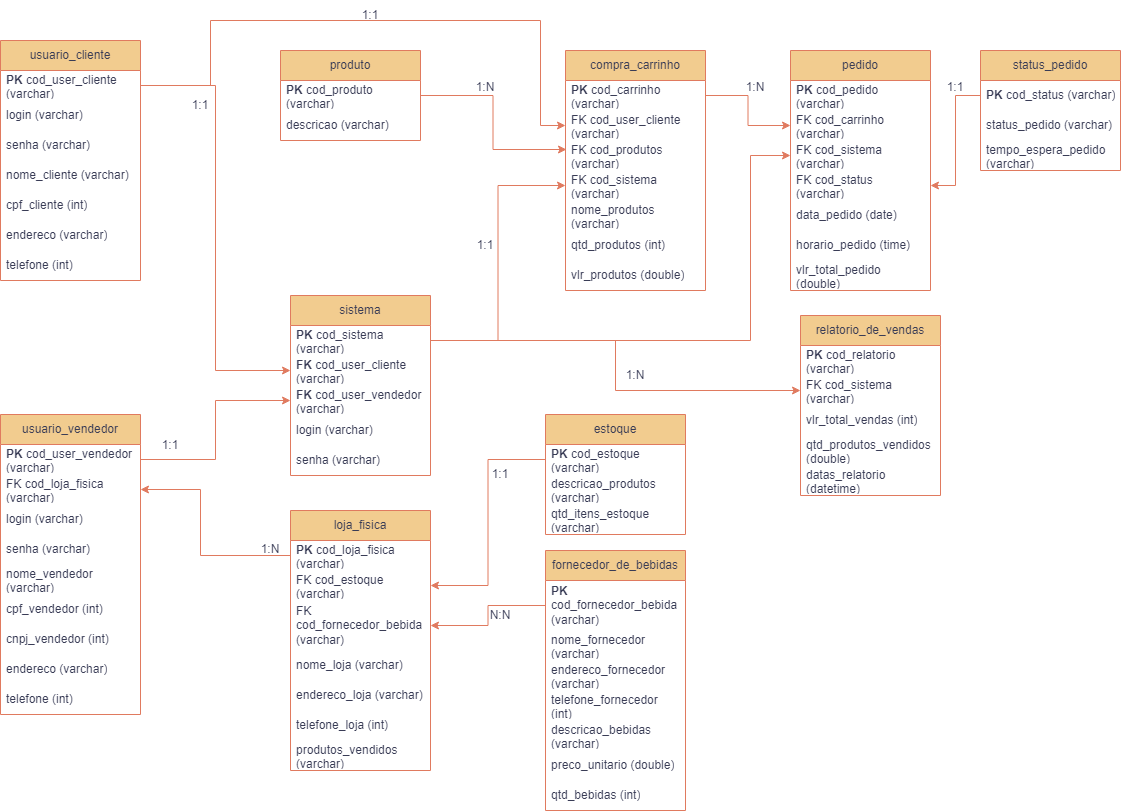 1:1
usuario_cliente
PK cod_user_cliente
(varchar)
login (varchar)
senha (varchar)
nome_cliente (varchar)
cpf_cliente (int)
endereco (varchar)
telefone (int)
1:1
produto
PK cod_produto
(varchar)
descricao (varchar)
1:N
compra_carrinho
PK cod_carrinho
(varchar)
FK cod_user_cliente
(varchar)
FK cod_produtos
(varchar)
FK cod_sistema
(varchar)
nome_produtos
(varchar)
qtd_produtos (int)
vlr_produtos (double)
1:N
pedido
PK cod_pedido
(varchar)
FK cod_carrinho
(varchar)
FK cod_sistema
(varchar)
FK cod_status
(varchar)
data_pedido (date)
horario_pedido (time)
vlr_total_pedido
(double)
1:1
status_pedido
PK cod_status (varchar)
status_pedido (varchar)
tempo_espera_pedido
(varchar)
1:1
sistema
PK cod_sistema
(varchar)
FK cod_user_cliente
(varchar)
FK cod_user_vendedor
(varchar)
login (varchar)
senha (varchar)
1:N
relatorio_de_vendas
PK cod_relatorio
(varchar)
FK cod_sistema
(varchar)
vlr_total_vendas (int)
qtd_produtos_vendidos
(double)
datas_relatorio
(datetime)
usuario_vendedor
PK cod_user_vendedor
(varchar)
FK cod_loja_fisica
(varchar)
login (varchar)
senha (varchar)
nome_vendedor
(varchar)
cpf_vendedor (int)
cnpj_vendedor (int)
endereco (varchar)
telefone (int)
1:1
1:N
loja_fisica
PK cod_loja_fisica
(varchar)
FK cod_estoque
(varchar)
FK
cod_fornecedor_bebida
(varchar)
nome_loja (varchar)
endereco_loja (varchar)
telefone_loja (int)
produtos_vendidos
(varchar)
1:1
estoque
PK cod_estoque
(varchar)
descricao_produtos
(varchar)
qtd_itens_estoque
(varchar)
N:N
fornecedor_de_bebidas
PK
cod_fornecedor_bebida
(varchar)
nome_fornecedor
(varchar)
endereco_fornecedor
(varchar)
telefone_fornecedor
(int)
descricao_bebidas
(varchar)
preco_unitario (double)
qtd_bebidas (int)